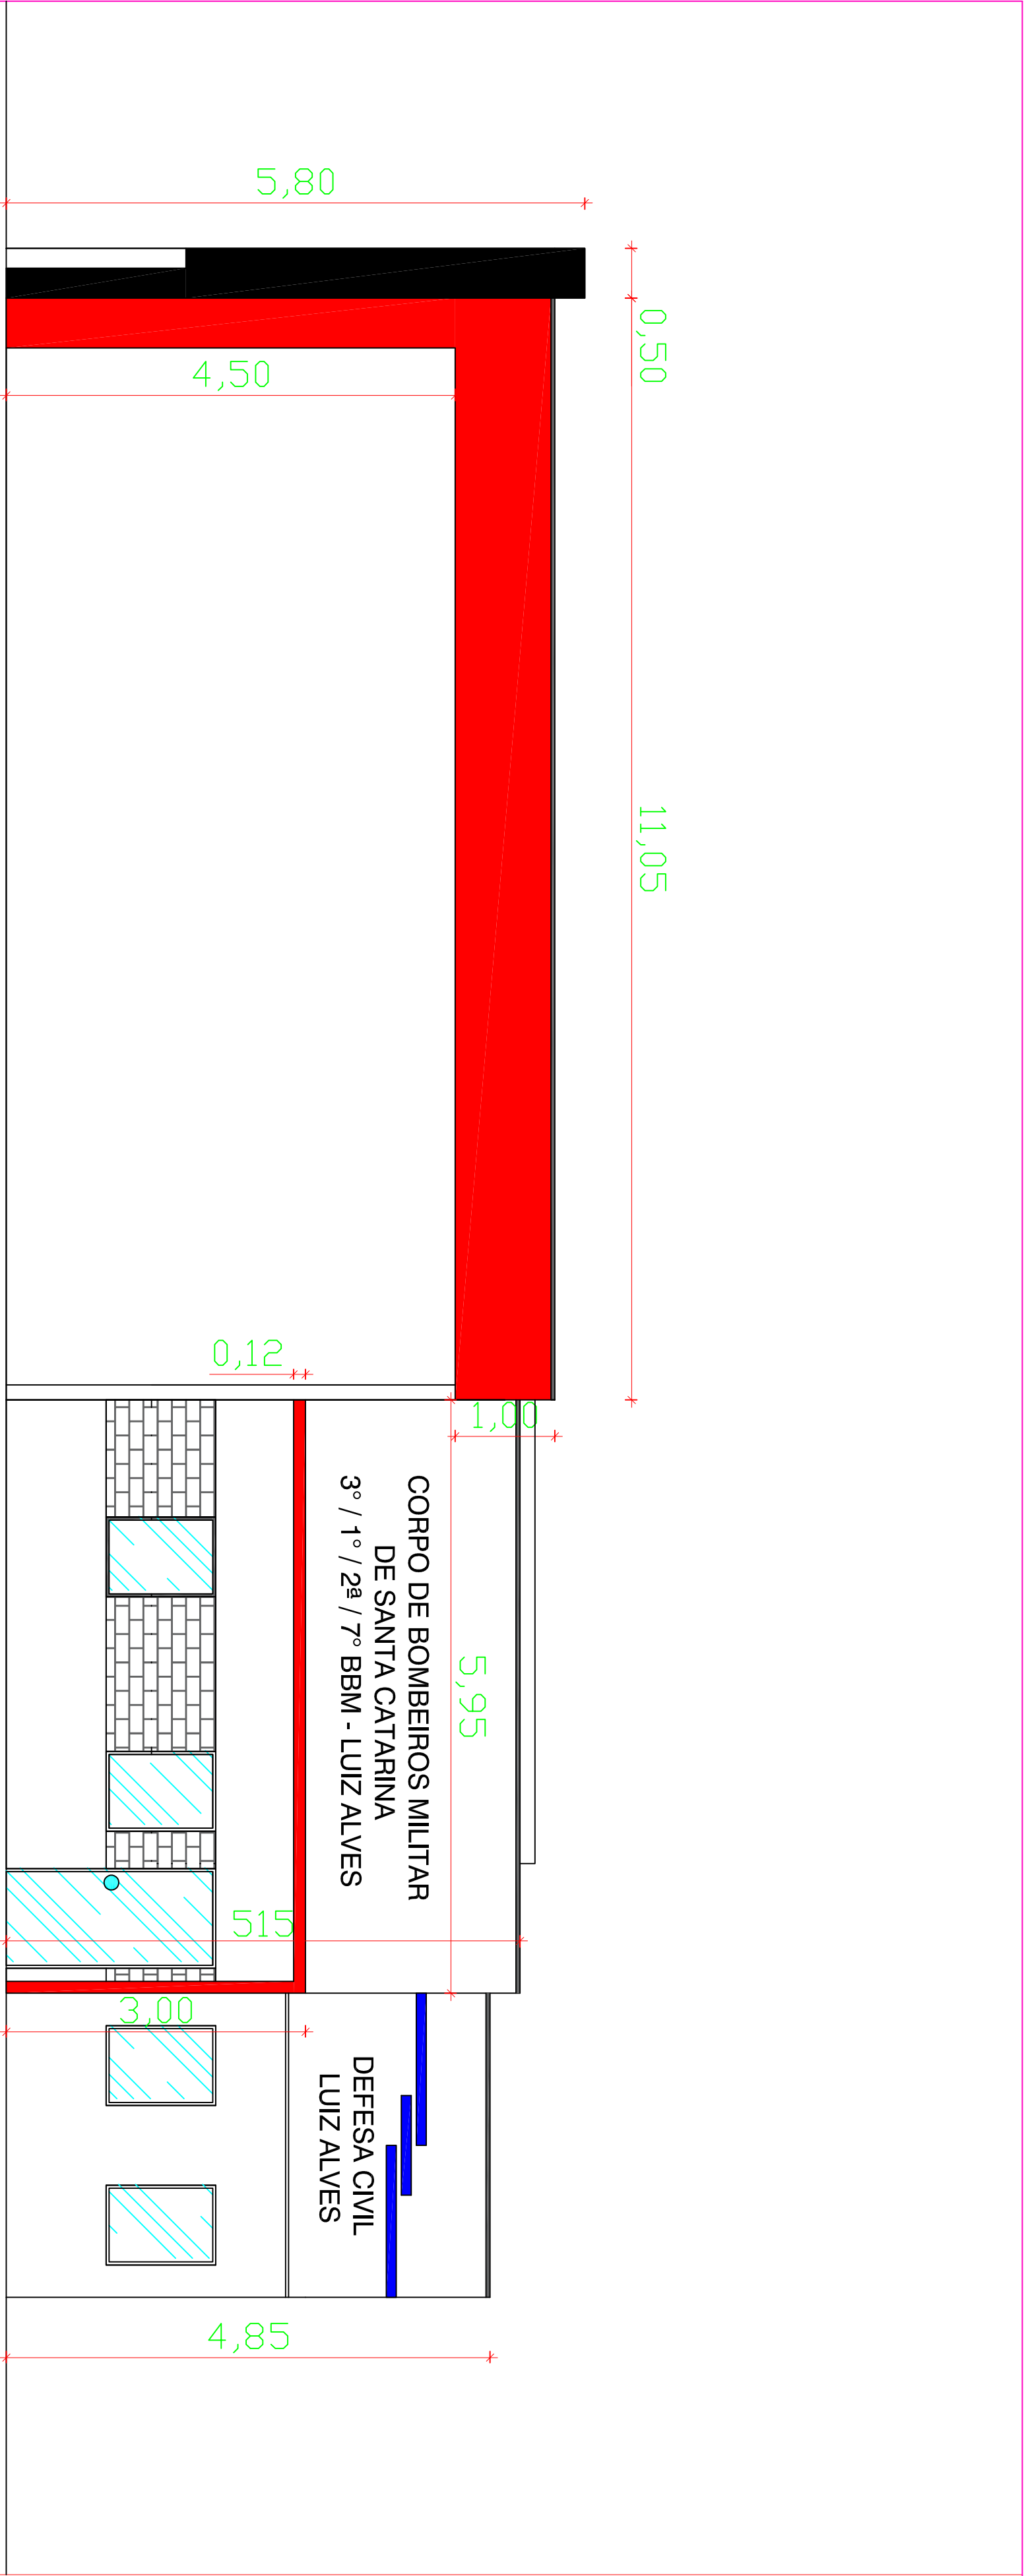 5,80
0,50
4,50
11,05
0,12
1,00
CORPO DE BOMBEIROS MILITAR
DE SANTA CATARINA
3° / 1° / 2ª / 7° BBM - LUIZ ALVES
5,95
515
3,00
DEFESA CIVIL
LUIZ ALVES
4,85